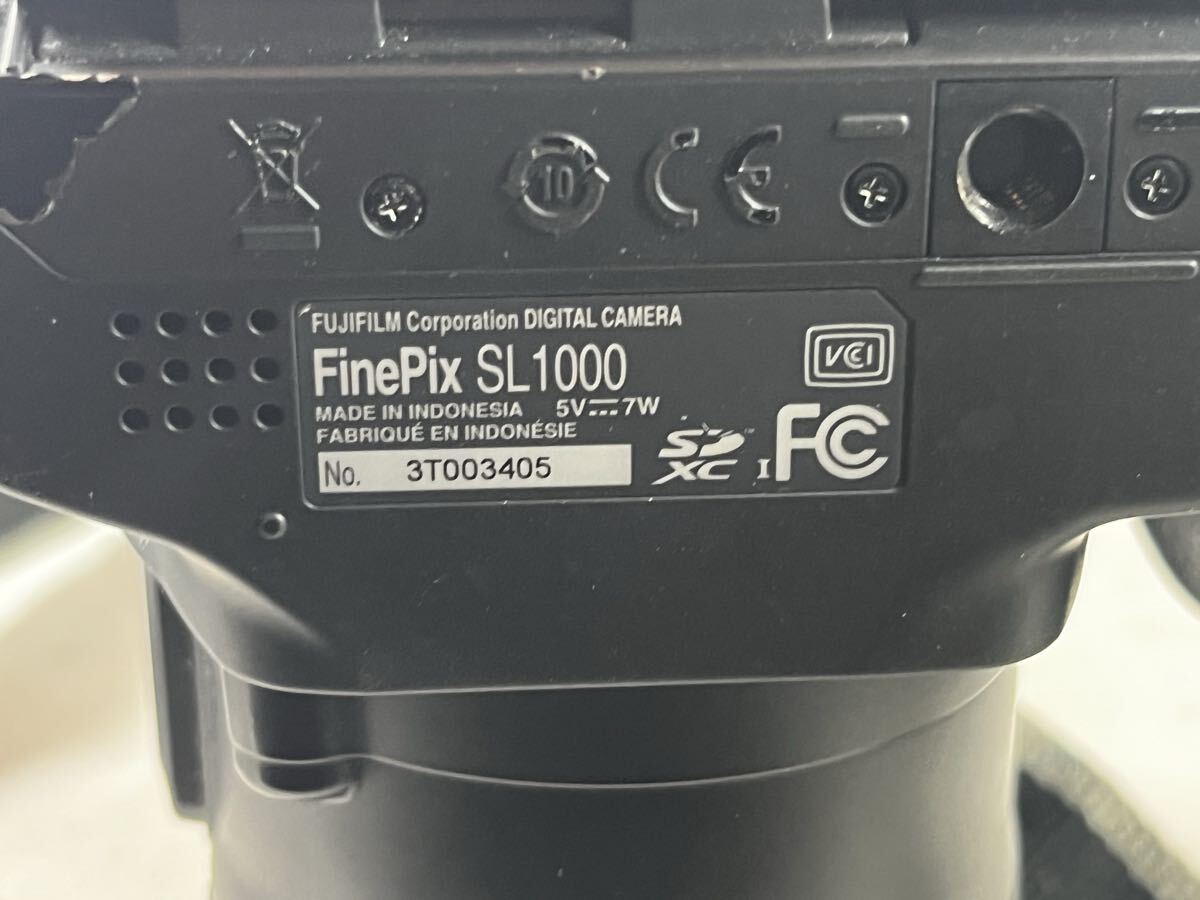 10
CE
FUJIFILM Corporation DIGITAL CAMERA
FinePix SL1000
VCI
MADE IN INDONESIA 5V⎓7W
FABRIQUÉ EN INDONÉSIE
No. 3T003405
SD
XC I FC